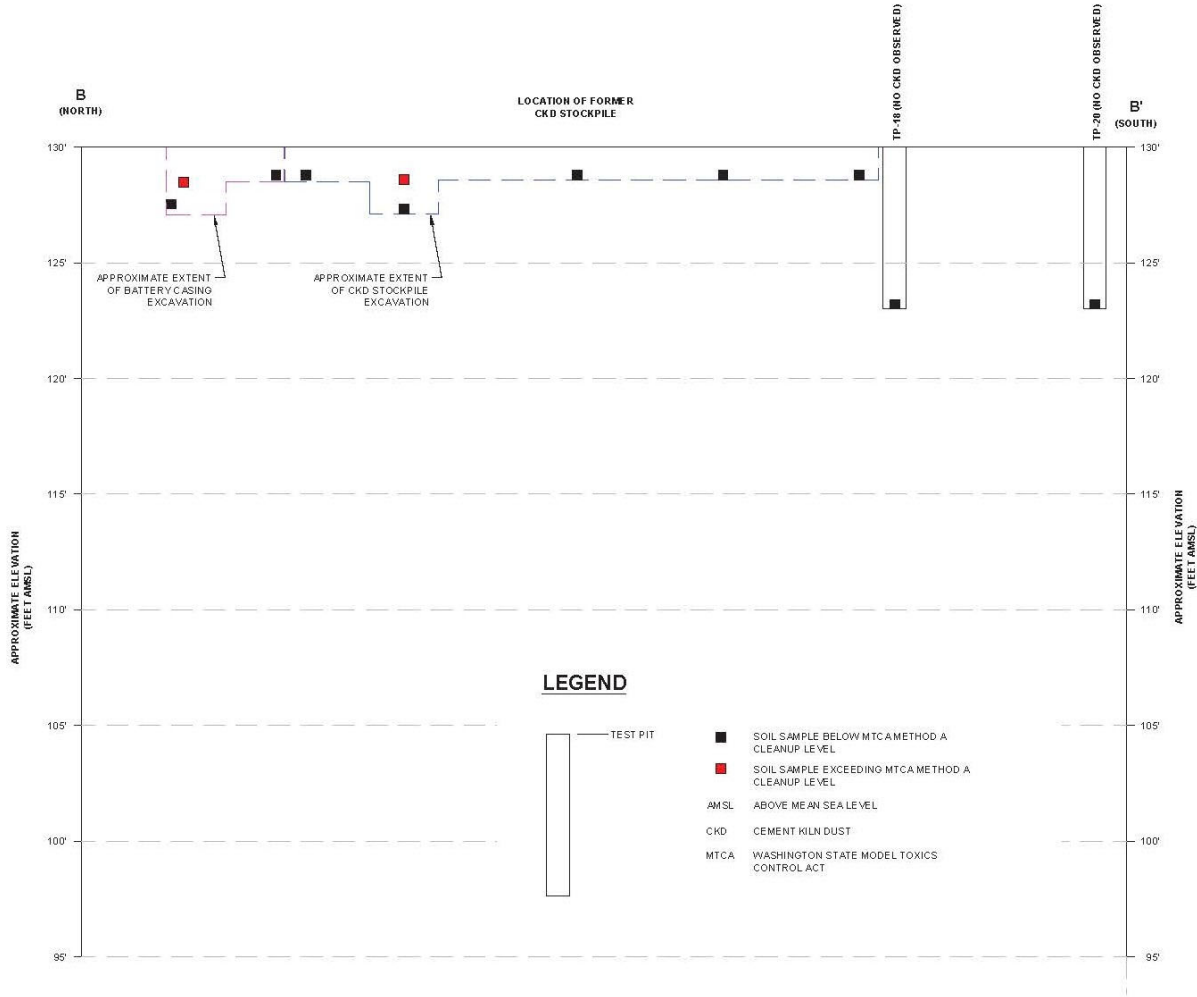 B
(NORTH)
LOCATION OF FORMER
CKD STOCKPILE
TP-18 (NO CKD OBSERVED)
TP-20 (NO CKD OBSERVED)
B'
(SOUTH)
130'
130'
APPROXIMATE EXTENT
OF BATTERY CASING
EXCAVATION
APPROXIMATE EXTENT
OF CKD STOCKPILE
EXCAVATION
125'
125'
120'
120'
115'
115'
APPROXIMATE ELEVATION
(FEET AMSL)
APPROXIMATE ELEVATION
(FEET AMSL)
110'
110'
LEGEND
105'
105'
TEST PIT
SOIL SAMPLE BELOW MTCA METHOD A
CLEANUP LEVEL
SOIL SAMPLE EXCEEDING MTCA METHOD A
CLEANUP LEVEL
AMSL ABOVE MEAN SEA LEVEL
CKD CEMENT KILN DUST
MTCA WASHINGTON STATE MODEL TOXICS
CONTROL ACT
100'
100'
95'
95'